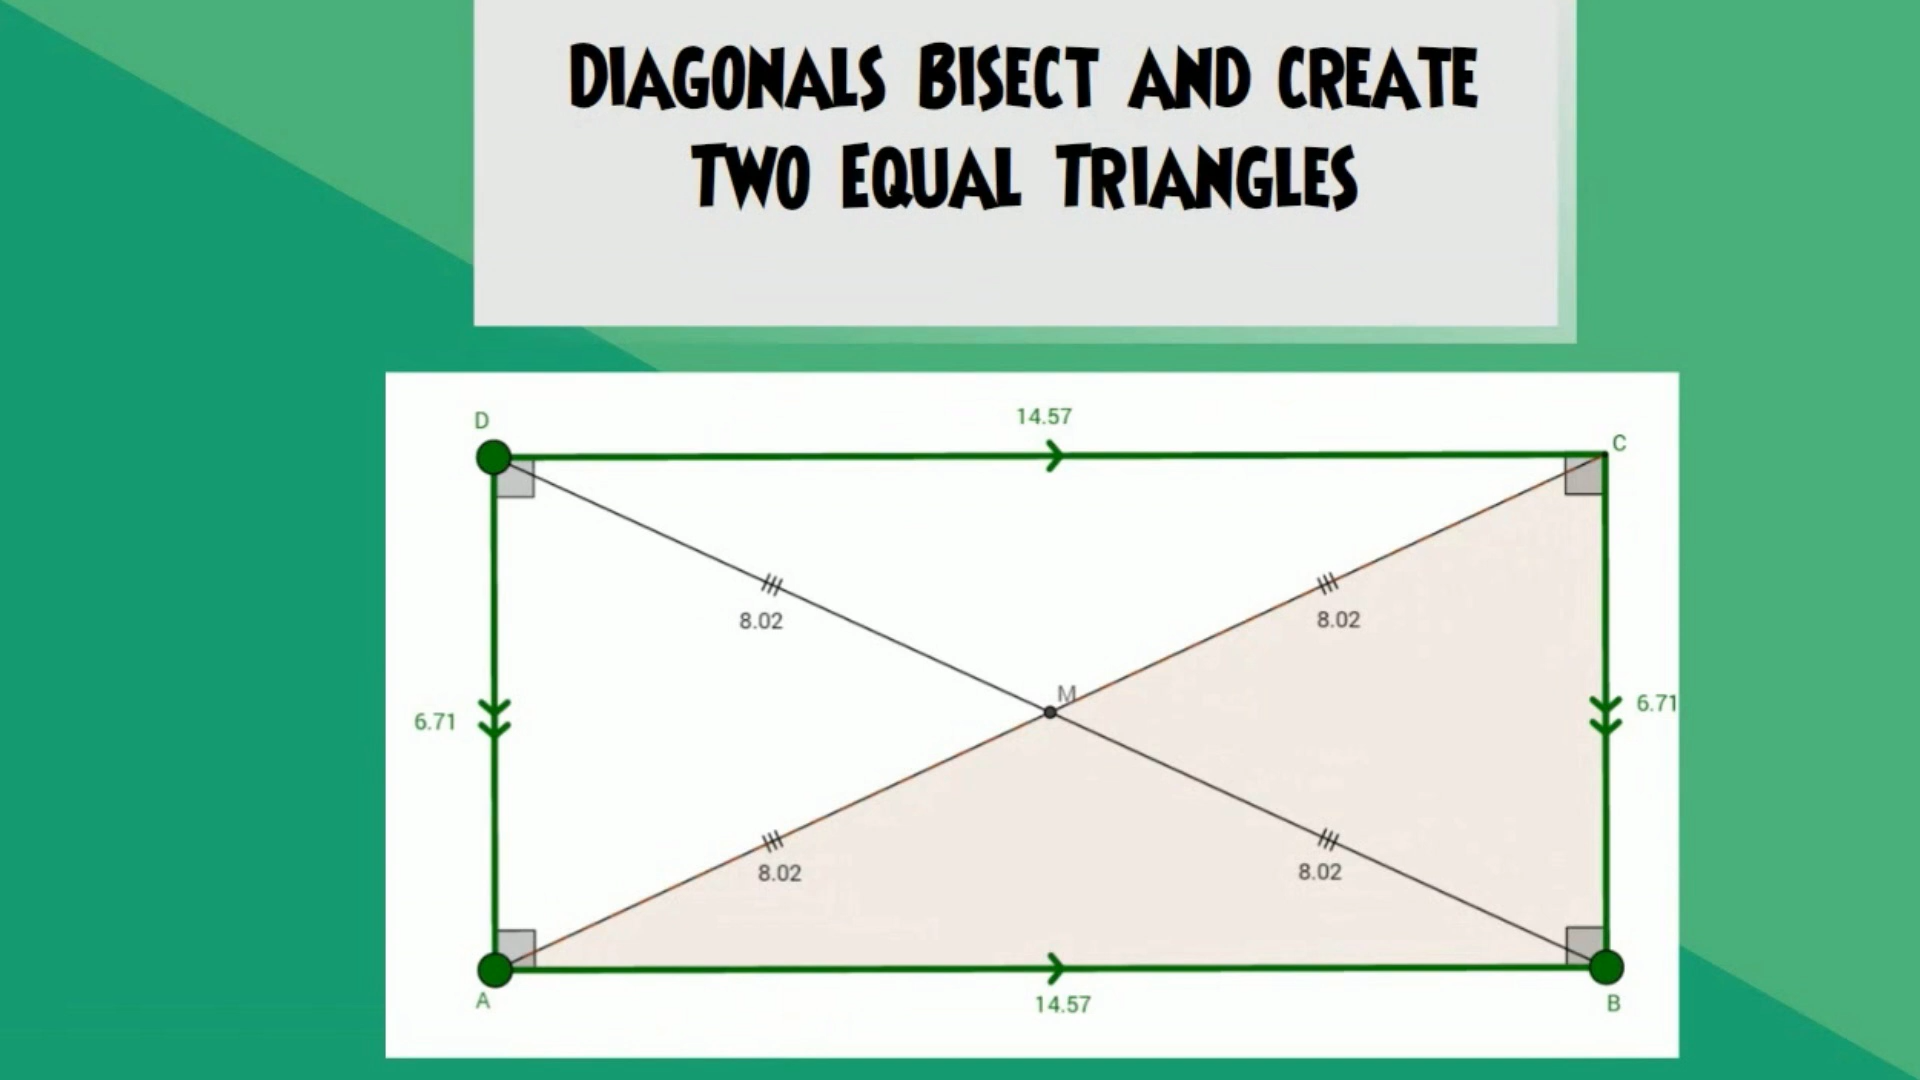 DIAGONALS BISECT AND CREATE
TWO EQUAL TRIANGLES
D
14.57
C
8.02
8.02
M
6.71
6.71
8.02
8.02
A
14.57
B